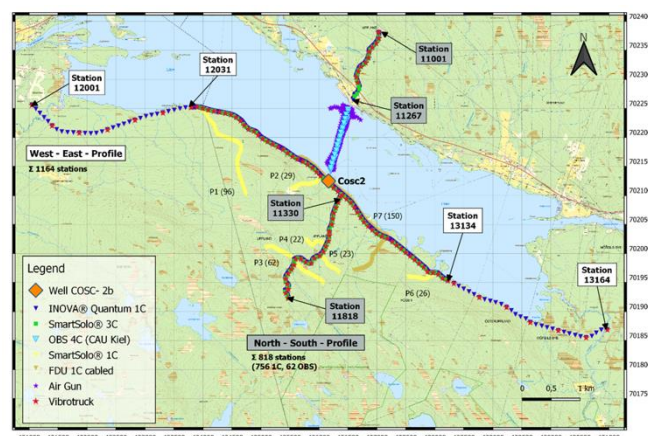 Station
11001
Station
12031
Station
12001
Station
11267
West - East - Profile
Σ 1164 stations
P1 (96)
P2 (29)
Cosc2
Station
11330
P7 (150)
Station
13134
P4 (22)
P5 (23)
P3 (62)
P6 (26)
Station
13164
Station
11818
North - South - Profile
Σ 818 stations
(756 1C, 62 OBS)
Legend
Well COSC- 2b
INOVA® Quantum 1C
SmartSolo® 3C
OBS 4C (CAU Kiel)
SmartSolo® 1C
FDU 1C cabled
Air Gun
Vibrotruck
N
0 0,5 1 km